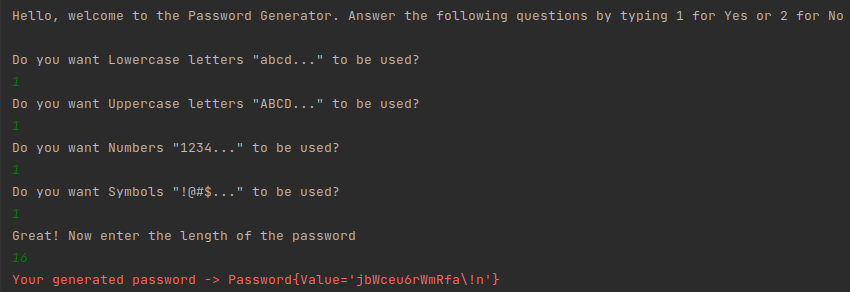 Hello, welcome to the Password Generator. Answer the following questions by typing 1 for Yes or 2 for No
Do you want Lowercase letters "abcd..." to be used?
1
Do you want Uppercase letters "ABCD..." to be used?
1
Do you want Numbers "1234..." to be used?
1
Do you want Symbols "!@#$..." to be used?
1
Great! Now enter the length of the password
16
Your generated password -> Password{Value='jbWceu6rWmRfa\!n'}